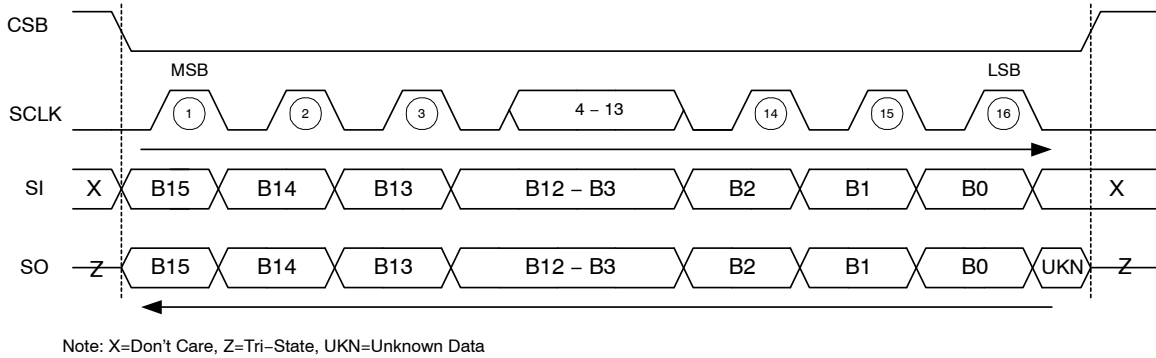 CSB
MSB LSB
SCLK 1 2 3 4 – 13 14 15 16
SI X B15 B14 B13 B12 – B3 B2 B1 B0 X
SO Z B15 B14 B13 B12 – B3 B2 B1 B0 UKN Z
Note: X=Don't Care, Z=Tri–State, UKN=Unknown Data